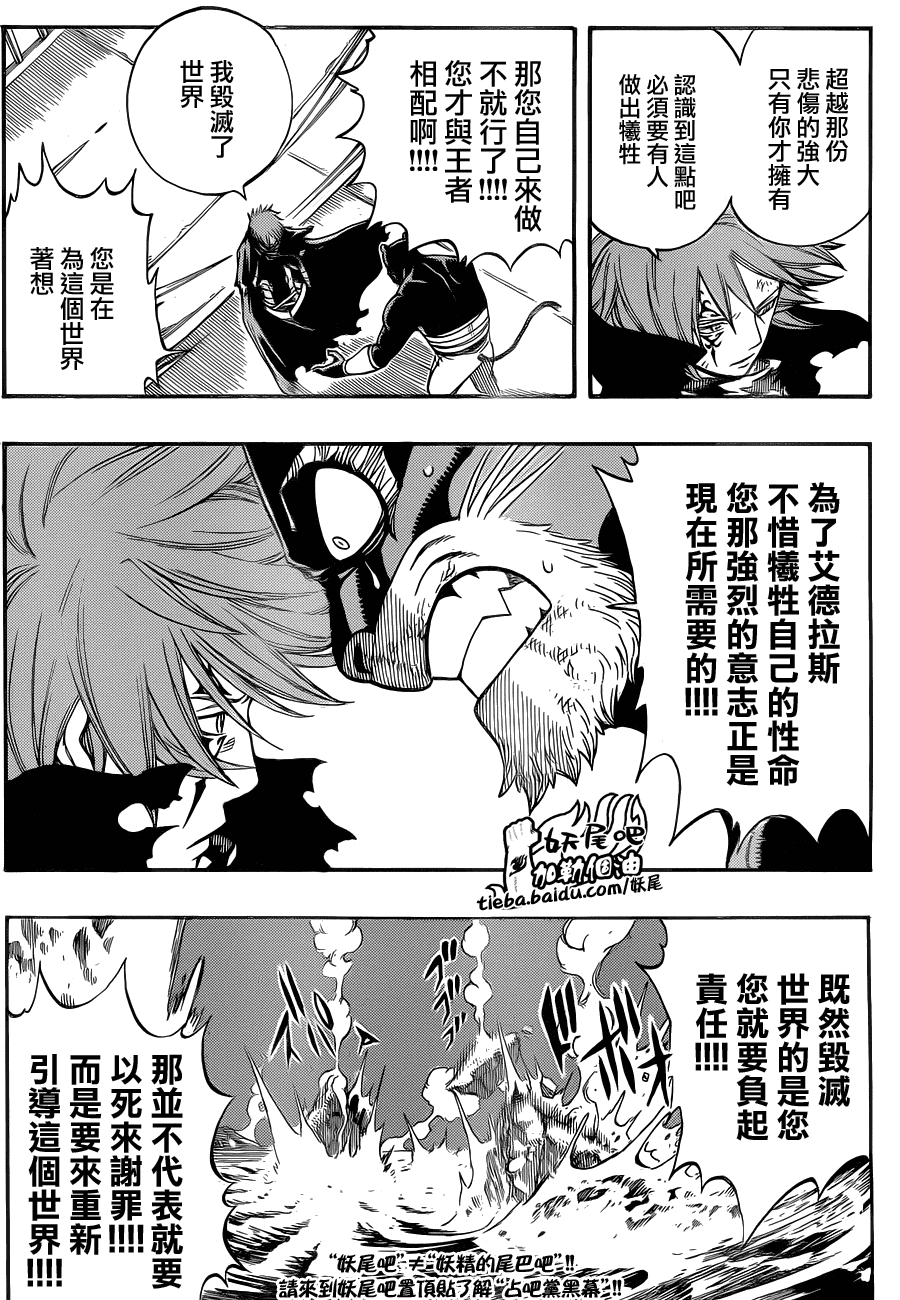 超越那份
悲傷的強大
只有你才擁有
認識到這點吧
必須要有人
做出犧牲
那您自己來做
不就行了!!!!
您才與王者
相配啊!!!!
我毀滅了
世界
您是在
為這個世界
著想
為了艾德拉斯
不惜犧牲自己的性命
您那強烈的意志正是
現在所需要的!!!!
妖尾吧
加勒個油
tieba.baidu.com/妖尾
既然毀滅
世界的是您
您就要負起
責任!!!!
ドドォ
ゴゴゴ
那並不代表就要
以死來謝罪!!!!
而是要來重新
引導這個世界!!!!
“妖尾吧”≠“妖精的尾巴吧”!!
請來到妖尾吧置頂貼了解“占吧黨黑幕”!!